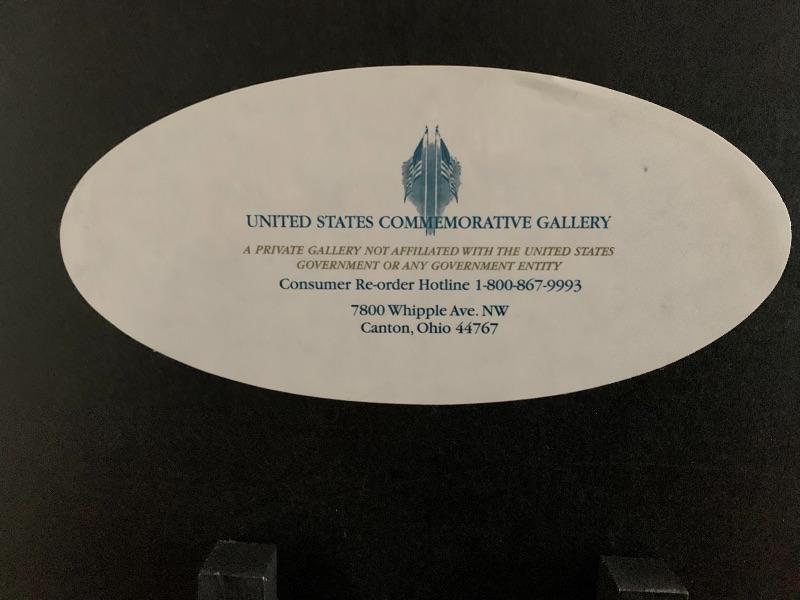 UNITED STATES COMMEMORATIVE GALLERY
A PRIVATE GALLERY NOT AFFILIATED WITH THE UNITED STATES
GOVERNMENT OR ANY GOVERNMENT ENTITY
Consumer Re-order Hotline 1-800-867-9993
7800 Whipple Ave. NW
Canton, Ohio 44767